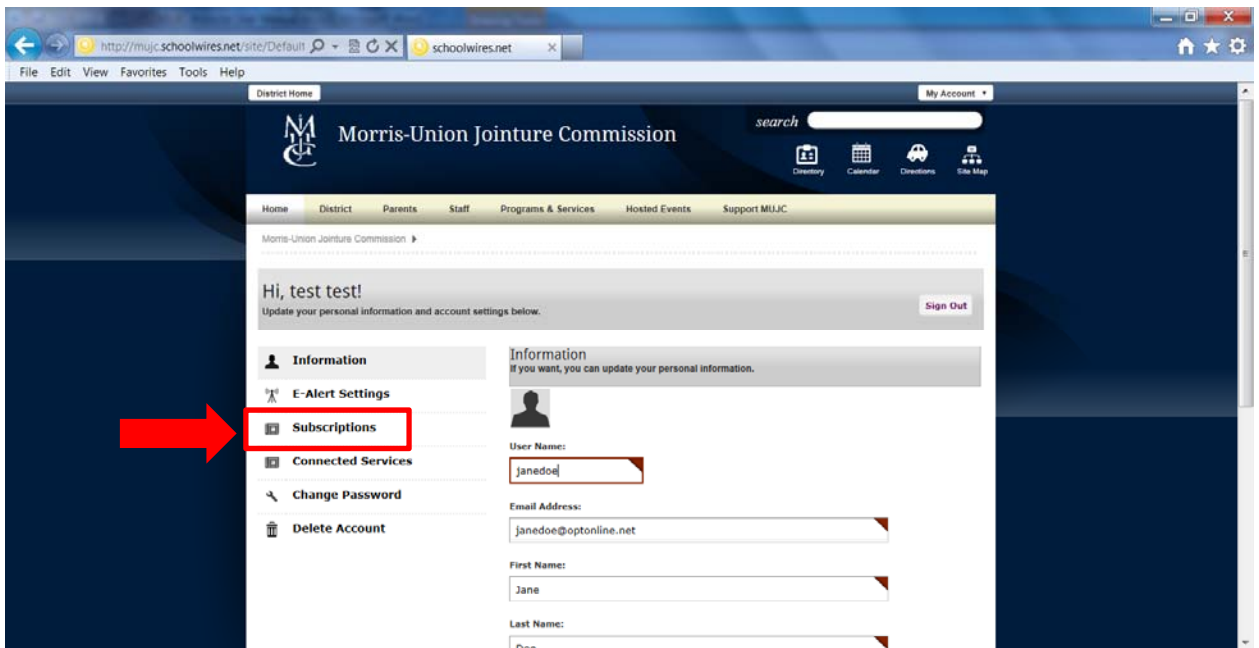 http://mujc.schoolwires.net/site/Default
schoolwires.net
File Edit View Favorites Tools Help
District Home
My Account
MUJC
Morris-Union Jointure Commission
search
Directory
Calendar
Directions
Site Map
Home District Parents Staff Programs & Services Hosted Events Support MUJC
Morris-Union Jointure Commission
Hi, test test!
Update your personal information and account settings below.
Sign Out
Information
E-Alert Settings
Subscriptions
Connected Services
Change Password
Delete Account
Information
If you want, you can update your personal information.
User Name:
janedoe
Email Address:
janedoe@optonline.net
First Name:
Jane
Last Name: